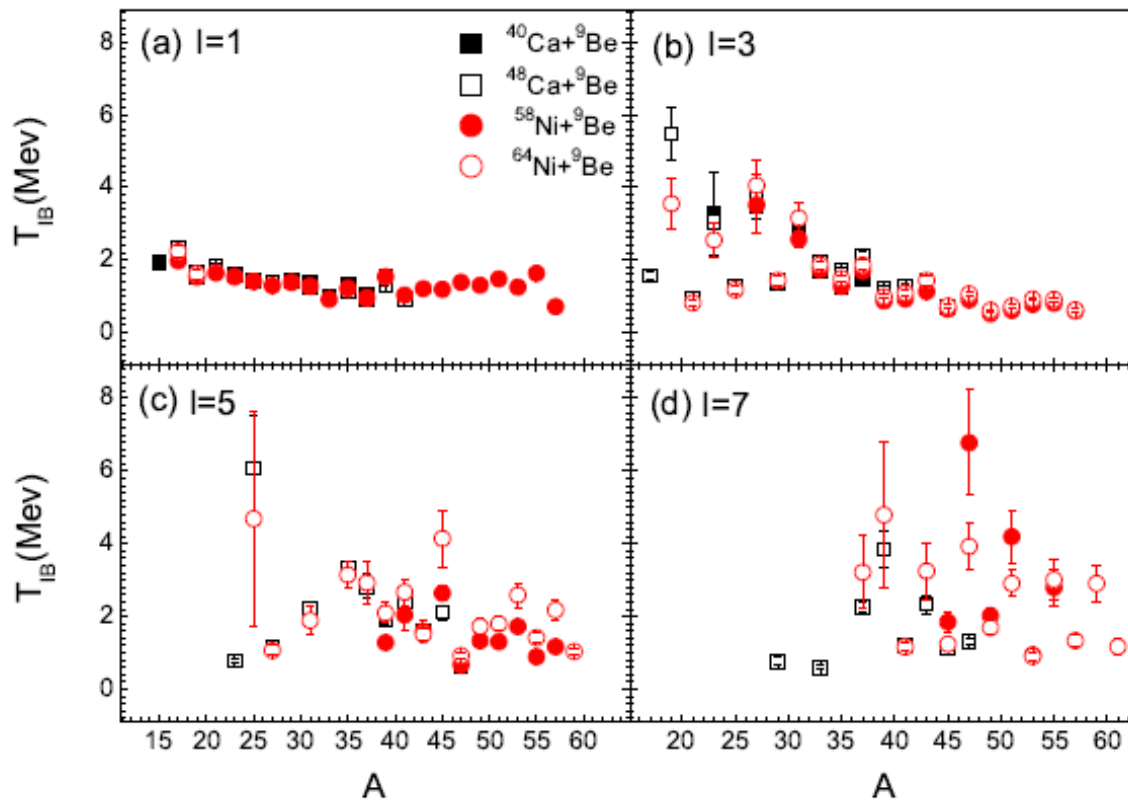 (a) I=1
⁴⁰Ca+⁹Be
⁴⁸Ca+⁹Be
⁵⁸Ni+⁹Be
⁶⁴Ni+⁹Be
(b) I=3
(c) I=5
(d) I=7
T_IB(Mev)
8
6
4
2
0
T_IB(Mev)
8
6
4
2
0
15 20 25 30 35 40 45 50 55 60
20 25 30 35 40 45 50 55 60
A
A